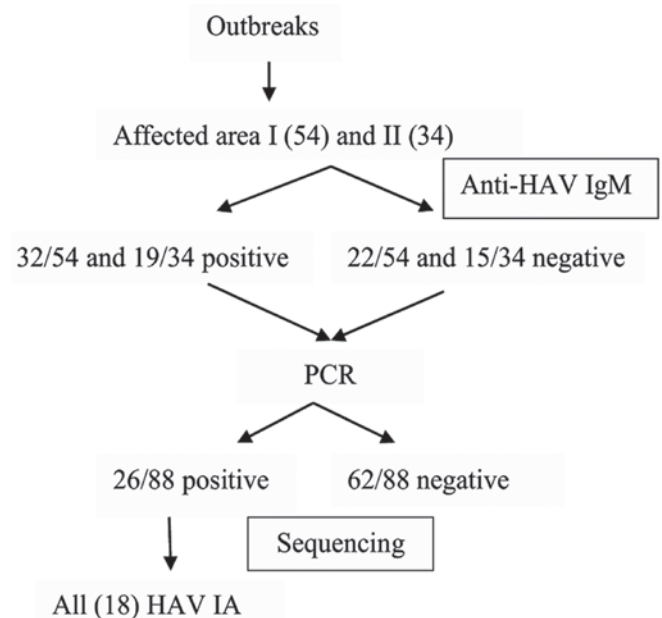 Outbreaks
Affected area I (54) and II (34)
Anti-HAV IgM
32/54 and 19/34 positive
22/54 and 15/34 negative
PCR
26/88 positive
62/88 negative
Sequencing
All (18) HAV IA